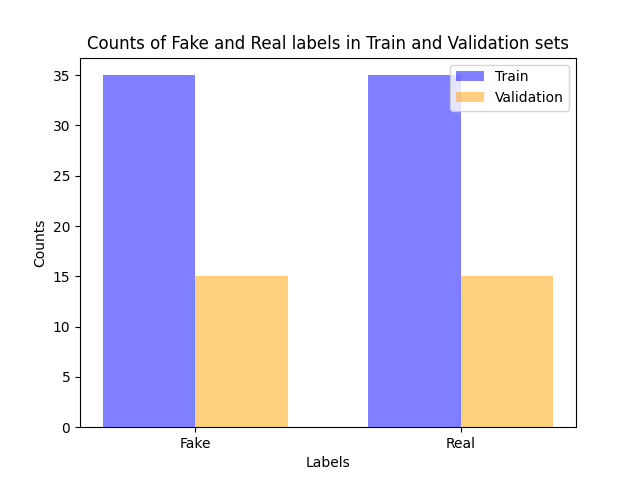 Counts of Fake and Real labels in Train and Validation sets
Train
Validation
35
30
25
20
15
10
5
0
Counts
Fake
Real
Labels